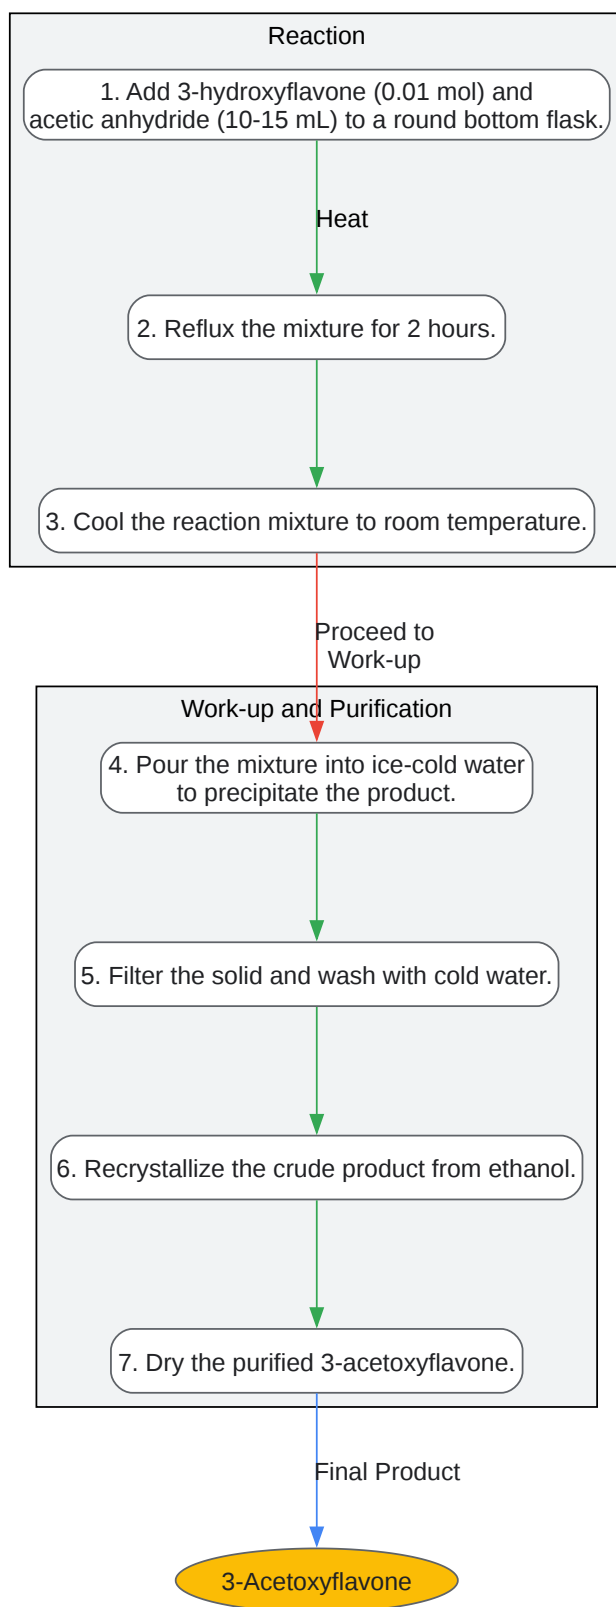 Reaction
1. Add 3-hydroxyflavone (0.01 mol) and
acetic anhydride (10-15 mL) to a round bottom flask.
Heat
2. Reflux the mixture for 2 hours.
3. Cool the reaction mixture to room temperature.
Proceed to
Work-up
Work-up and Purification
4. Pour the mixture into ice-cold water
to precipitate the product.
5. Filter the solid and wash with cold water.
6. Recrystallize the crude product from ethanol.
7. Dry the purified 3-acetoxyflavone.
Final Product
3-Acetoxyflavone